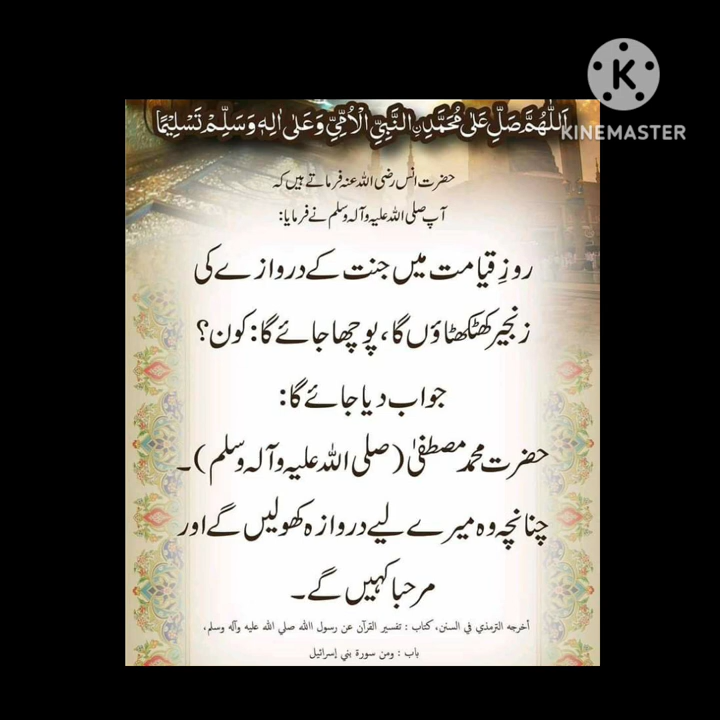 KINEMASTER
اَللّٰهُمَّ صَلِّ عَلٰى مُحَمَّدِنِ النَّبِيِّ الْاُمِّيِّ وَعَلٰى اٰلِهٖ وَسَلِّمْ تَسْلِيْمًا
حضرت انس رضی اللہ عنہ فرماتے ہیں کہ
آپ صلی اللہ علیہ وآلہ وسلم نے فرمایا:
روزِ قیامت میں جنت کے دروازے کی
زنجیر کھٹکھٹاؤں گا، پوچھا جائے گا: کون؟
جواب دیا جائے گا:
حضرت محمد مصطفیٰ (صلی اللہ علیہ وآلہ وسلم)۔
چنانچہ وہ میرے لیے دروازہ کھولیں گے اور
مرحبا کہیں گے۔
أخرجه الترمذي في السنن، كتاب : تفسير القرآن عن رسول االله صلي الله عليه وآله وسلم،
باب : ومن سورة بني إسرائيل